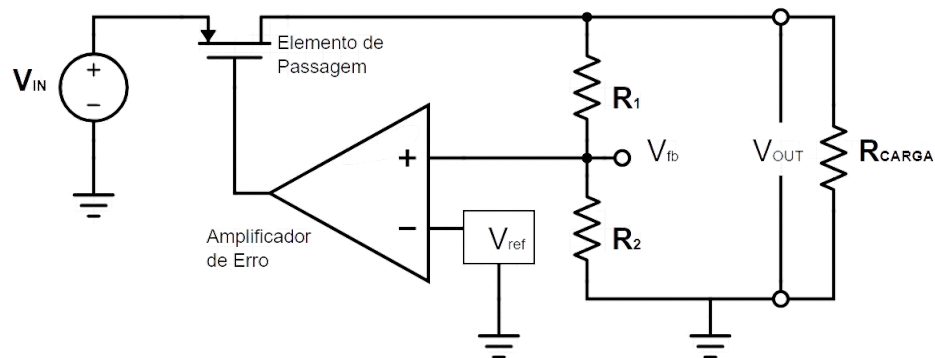 Elemento de
Passagem
VIN
+
−
R1
+
Vfb
VOUT
RCARGA
Amplificador
de Erro
−
Vref
R2